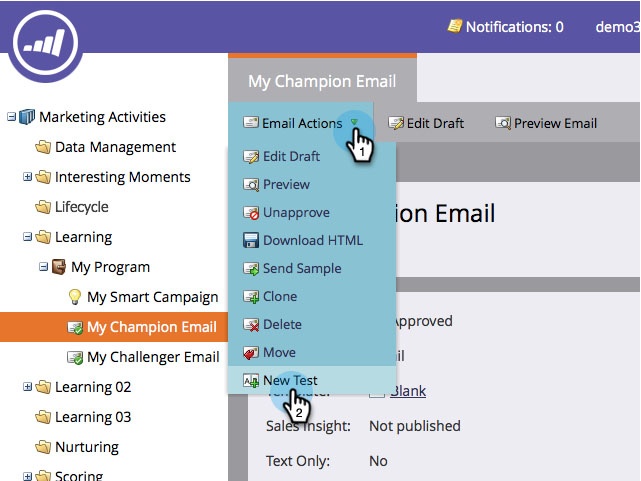 Notifications: 0 demo3
My Champion Email
Marketing Activities
Data Management
Interesting Moments
Lifecycle
Learning
My Program
My Smart Campaign
My Champion Email
My Challenger Email
Learning 02
Learning 03
Nurturing
Scoring
Email Actions Edit Draft Preview Email
1
Edit Draft
Preview
Unapprove
Download HTML
Send Sample
Clone
Delete
Move
New Test
2
ion Email
Approved
Blank
Sales Insight: Not published
Text Only: No